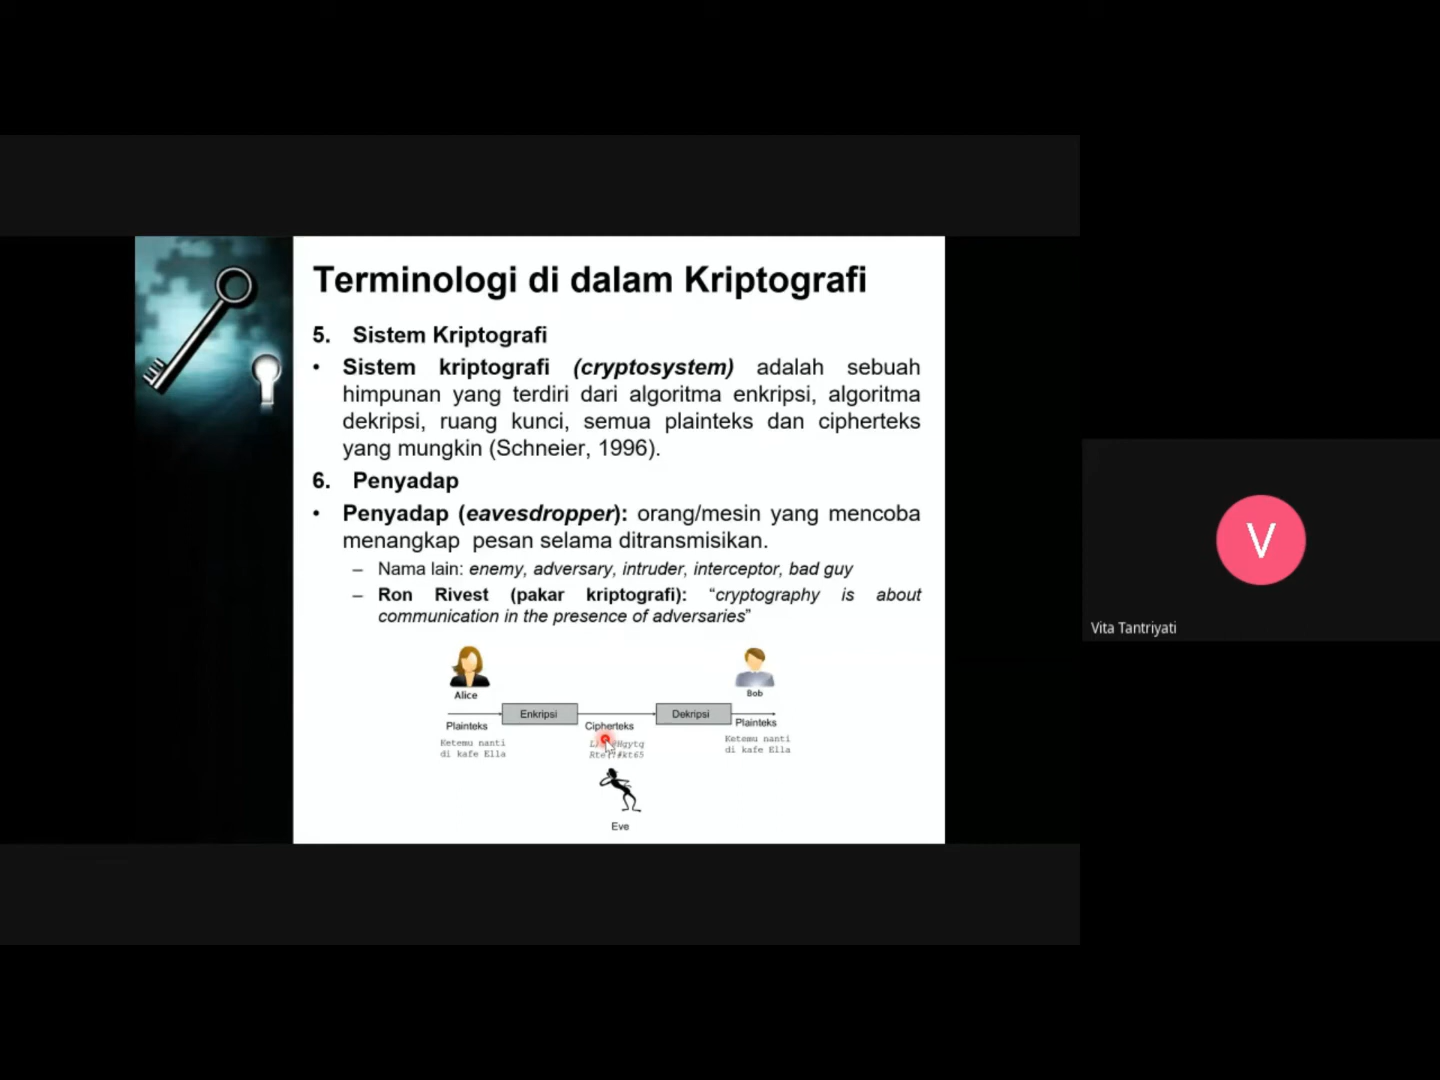 Terminologi di dalam Kriptografi
5. Sistem Kriptografi
• Sistem kriptografi (cryptosystem) adalah sebuah
himpunan yang terdiri dari algoritma enkripsi, algoritma
dekripsi, ruang kunci, semua plainteks dan cipherteks
yang mungkin (Schneier, 1996).
6. Penyadap
• Penyadap (eavesdropper): orang/mesin yang mencoba
menangkap pesan selama ditransmisikan.
– Nama lain: enemy, adversary, intruder, interceptor, bad guy
– Ron Rivest (pakar kriptografi): “cryptography is about
communication in the presence of adversaries”
Alice
Bob
Enkripsi
Dekripsi
Plainteks
Cipherteks
Plainteks
Ketemu nanti
di kafe Ella
Ketemu nanti
di kafe Ella
Eve
V
Vita Tantriyati